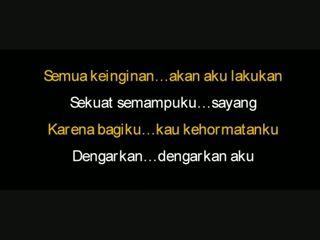 Semua keinginan...akan aku lakukan
Sekuat semampuku...sayang
Karena bagiku...kau kehormatanku
Dengarkan...dengarkan aku